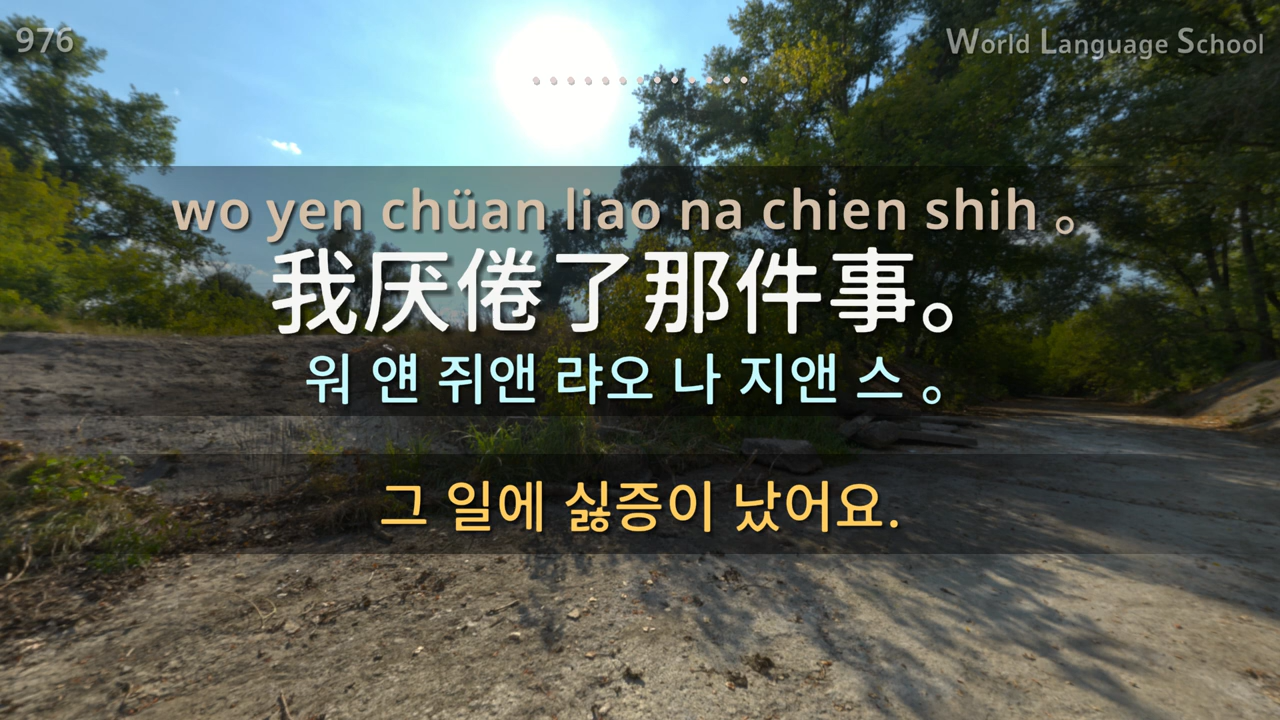 976
World Language School
wo yen chüan liao na chien shih 。
我厌倦了那件事。
워 얜 쥐앤 랴오 나 지앤 스 。
그 일에 싫증이 났어요.